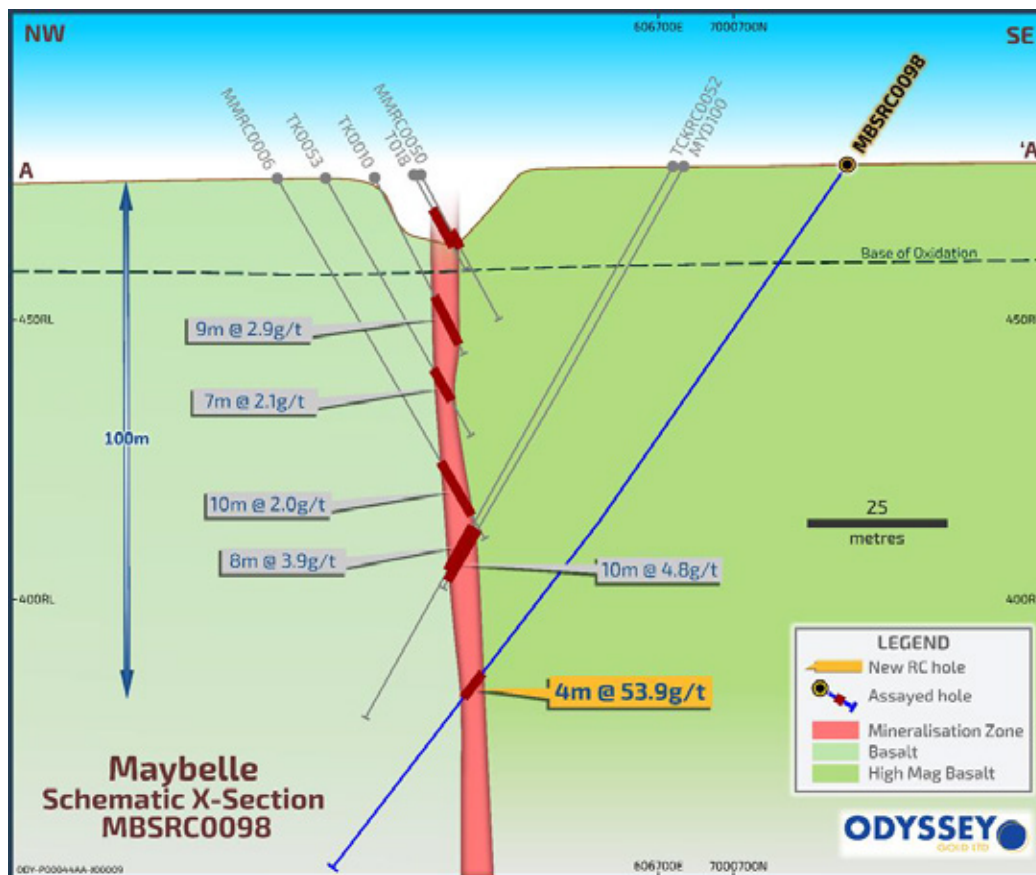 NW
606700E 7000700N
SE
MMRC0006
TK0053
TK0010
T018
MMRC0050
TCKRC0052
MYD100
MBSRC0098
A
'A
Base of Oxidation
450RL
450RL
9m @ 2.9g/t
7m @ 2.1g/t
100m
10m @ 2.0g/t
25
metres
8m @ 3.9g/t
10m @ 4.8g/t
400RL
400RL
4m @ 53.9g/t
LEGEND
New RC hole
Assayed hole
Mineralisation Zone
Basalt
High Mag Basalt
Maybelle
Schematic X-Section
MBSRC0098
ODYSSEY
GOLD LTD
606700E 7000700N